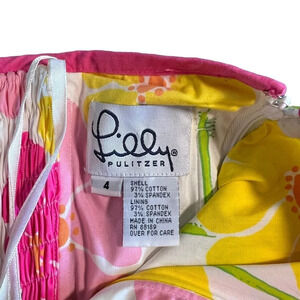 Lilly®
PULITZER
4
SHELL
97% COTTON
3% SPANDEX
LINING
97% COTTON
3% SPANDEX
MADE IN CHINA
RN 88189
OVER FOR CARE